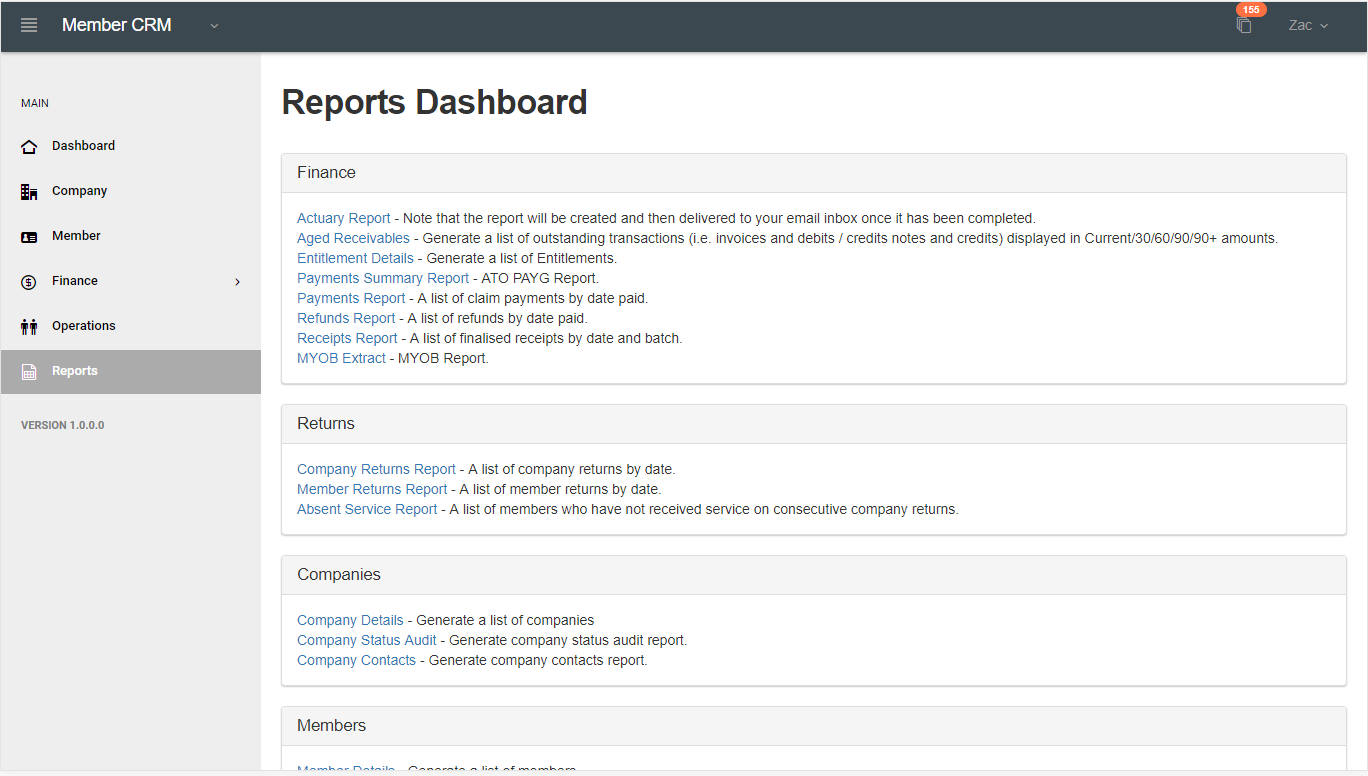 Member CRM
155
Zac
MAIN
Dashboard
Company
Member
Finance
Operations
Reports
VERSION 1.0.0.0
Reports Dashboard
Finance
Actuary Report - Note that the report will be created and then delivered to your email inbox once it has been completed.
Aged Receivables - Generate a list of outstanding transactions (i.e. invoices and debits / credits notes and credits) displayed in Current/30/60/90/90+ amounts.
Entitlement Details - Generate a list of Entitlements.
Payments Summary Report - ATO PAYG Report.
Payments Report - A list of claim payments by date paid.
Refunds Report - A list of refunds by date paid.
Receipts Report - A list of finalised receipts by date and batch.
MYOB Extract - MYOB Report.
Returns
Company Returns Report - A list of company returns by date.
Member Returns Report - A list of member returns by date.
Absent Service Report - A list of members who have not received service on consecutive company returns.
Companies
Company Details - Generate a list of companies
Company Status Audit - Generate company status audit report.
Company Contacts - Generate company contacts report.
Members
Member Details - Generate a list of members